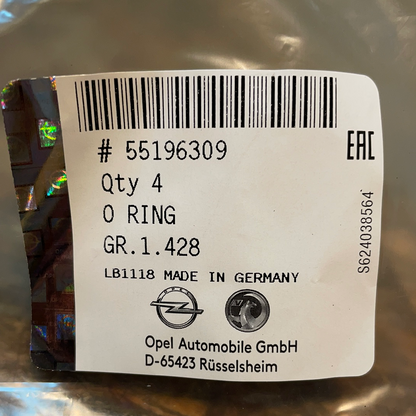 # 55196309
EAC
Qty 4
O RING
GR.1.428
LB1118 MADE IN GERMANY
S624038564
Opel Automobile GmbH
D-65423 Rüsselsheim